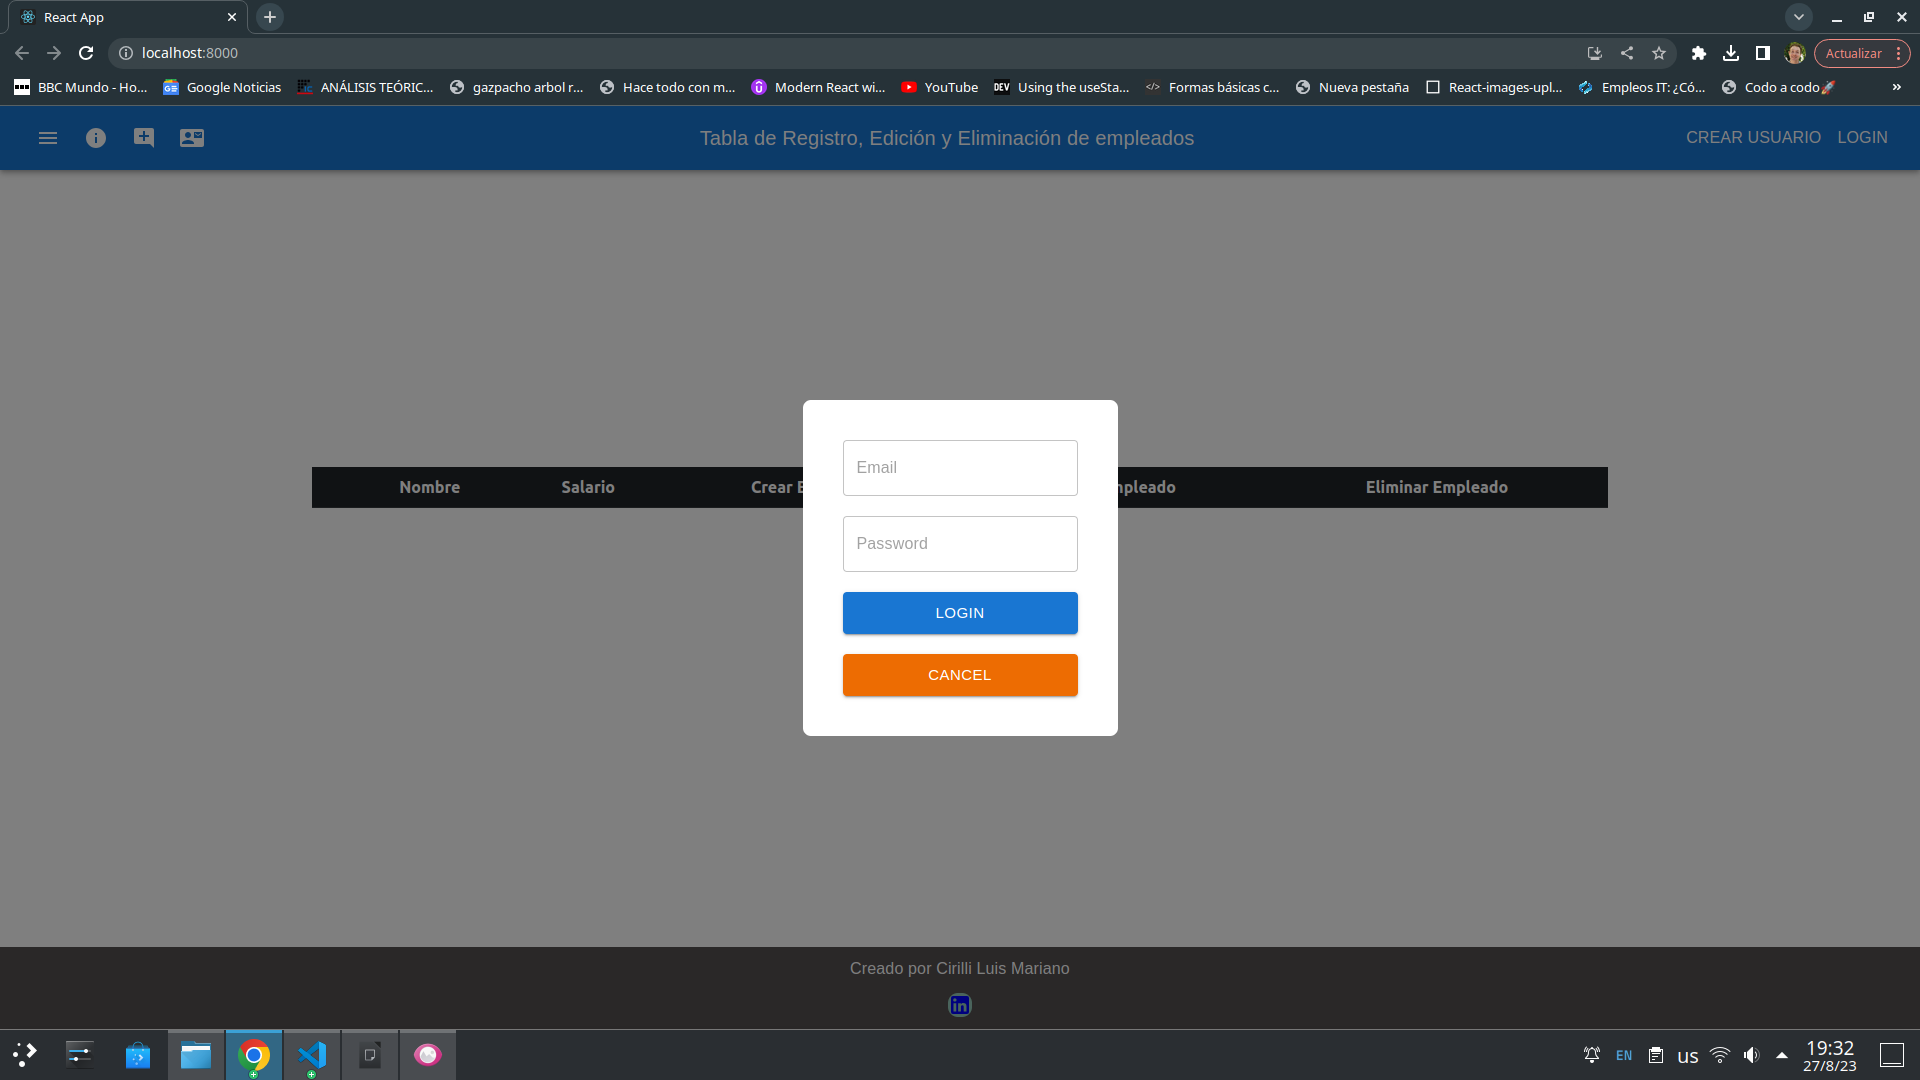 React App
localhost:8000
Actualizar
BBC Mundo - Ho...
Google Noticias
ANÁLISIS TEÓRIC...
gazpacho arbol r...
Hace todo con m...
Modern React wi...
YouTube
DEV
Using the useSta...
Formas básicas c...
Nueva pestaña
React-images-upl...
Empleos IT: ¿Có...
Codo a codo🚀
»
Tabla de Registro, Edición y Eliminación de empleados
CREAR USUARIO
LOGIN
Email
Nombre
Salario
Crear E
mpleado
Eliminar Empleado
Password
LOGIN
CANCEL
Creado por Cirilli Luis Mariano
in
EN
us
19:32
27/8/23